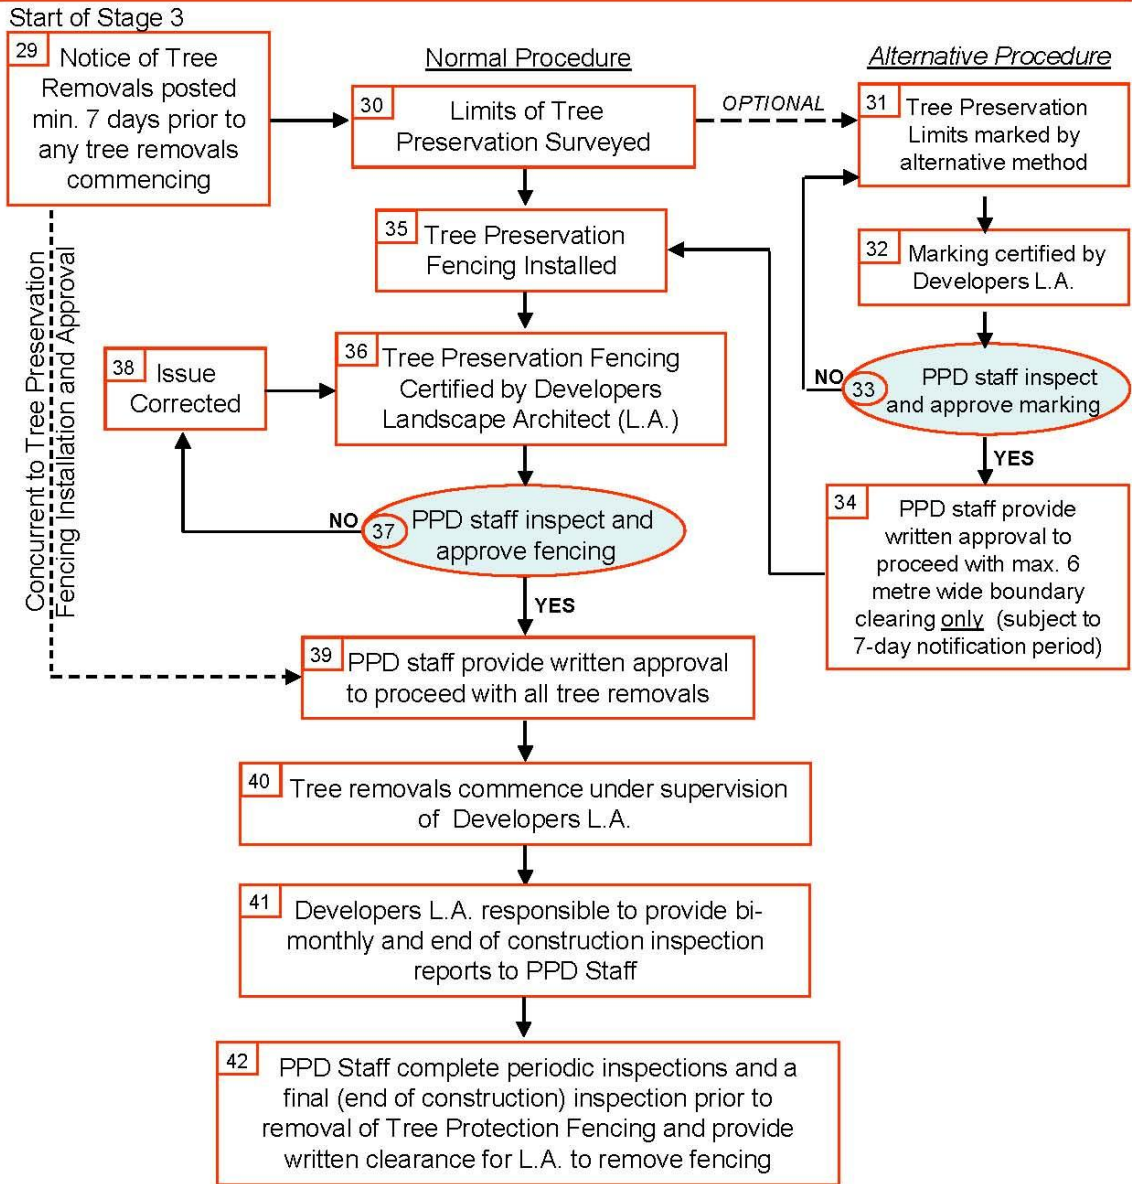 Start of Stage 3
29
Notice of Tree
Removals posted
min. 7 days prior to
any tree removals
commencing
Normal Procedure
30
Limits of Tree
Preservation Surveyed
OPTIONAL
Alternative Procedure
31
Tree Preservation
Limits marked by
alternative method
32
Marking certified by
Developers L.A.
33
PPD staff inspect
and approve marking
NO
YES
34
PPD staff provide
written approval to
proceed with max. 6
metre wide boundary
clearing only (subject to
7-day notification period)
35
Tree Preservation
Fencing Installed
36
Tree Preservation Fencing
Certified by Developers
Landscape Architect (L.A.)
37
PPD staff inspect and
approve fencing
NO
38
Issue
Corrected
YES
Concurrent to Tree Preservation
Fencing Installation and Approval
39
PPD staff provide written approval
to proceed with all tree removals
40
Tree removals commence under supervision
of Developers L.A.
41
Developers L.A. responsible to provide bi-
monthly and end of construction inspection
reports to PPD Staff
42
PPD Staff complete periodic inspections and a
final (end of construction) inspection prior to
removal of Tree Protection Fencing and provide
written clearance for L.A. to remove fencing